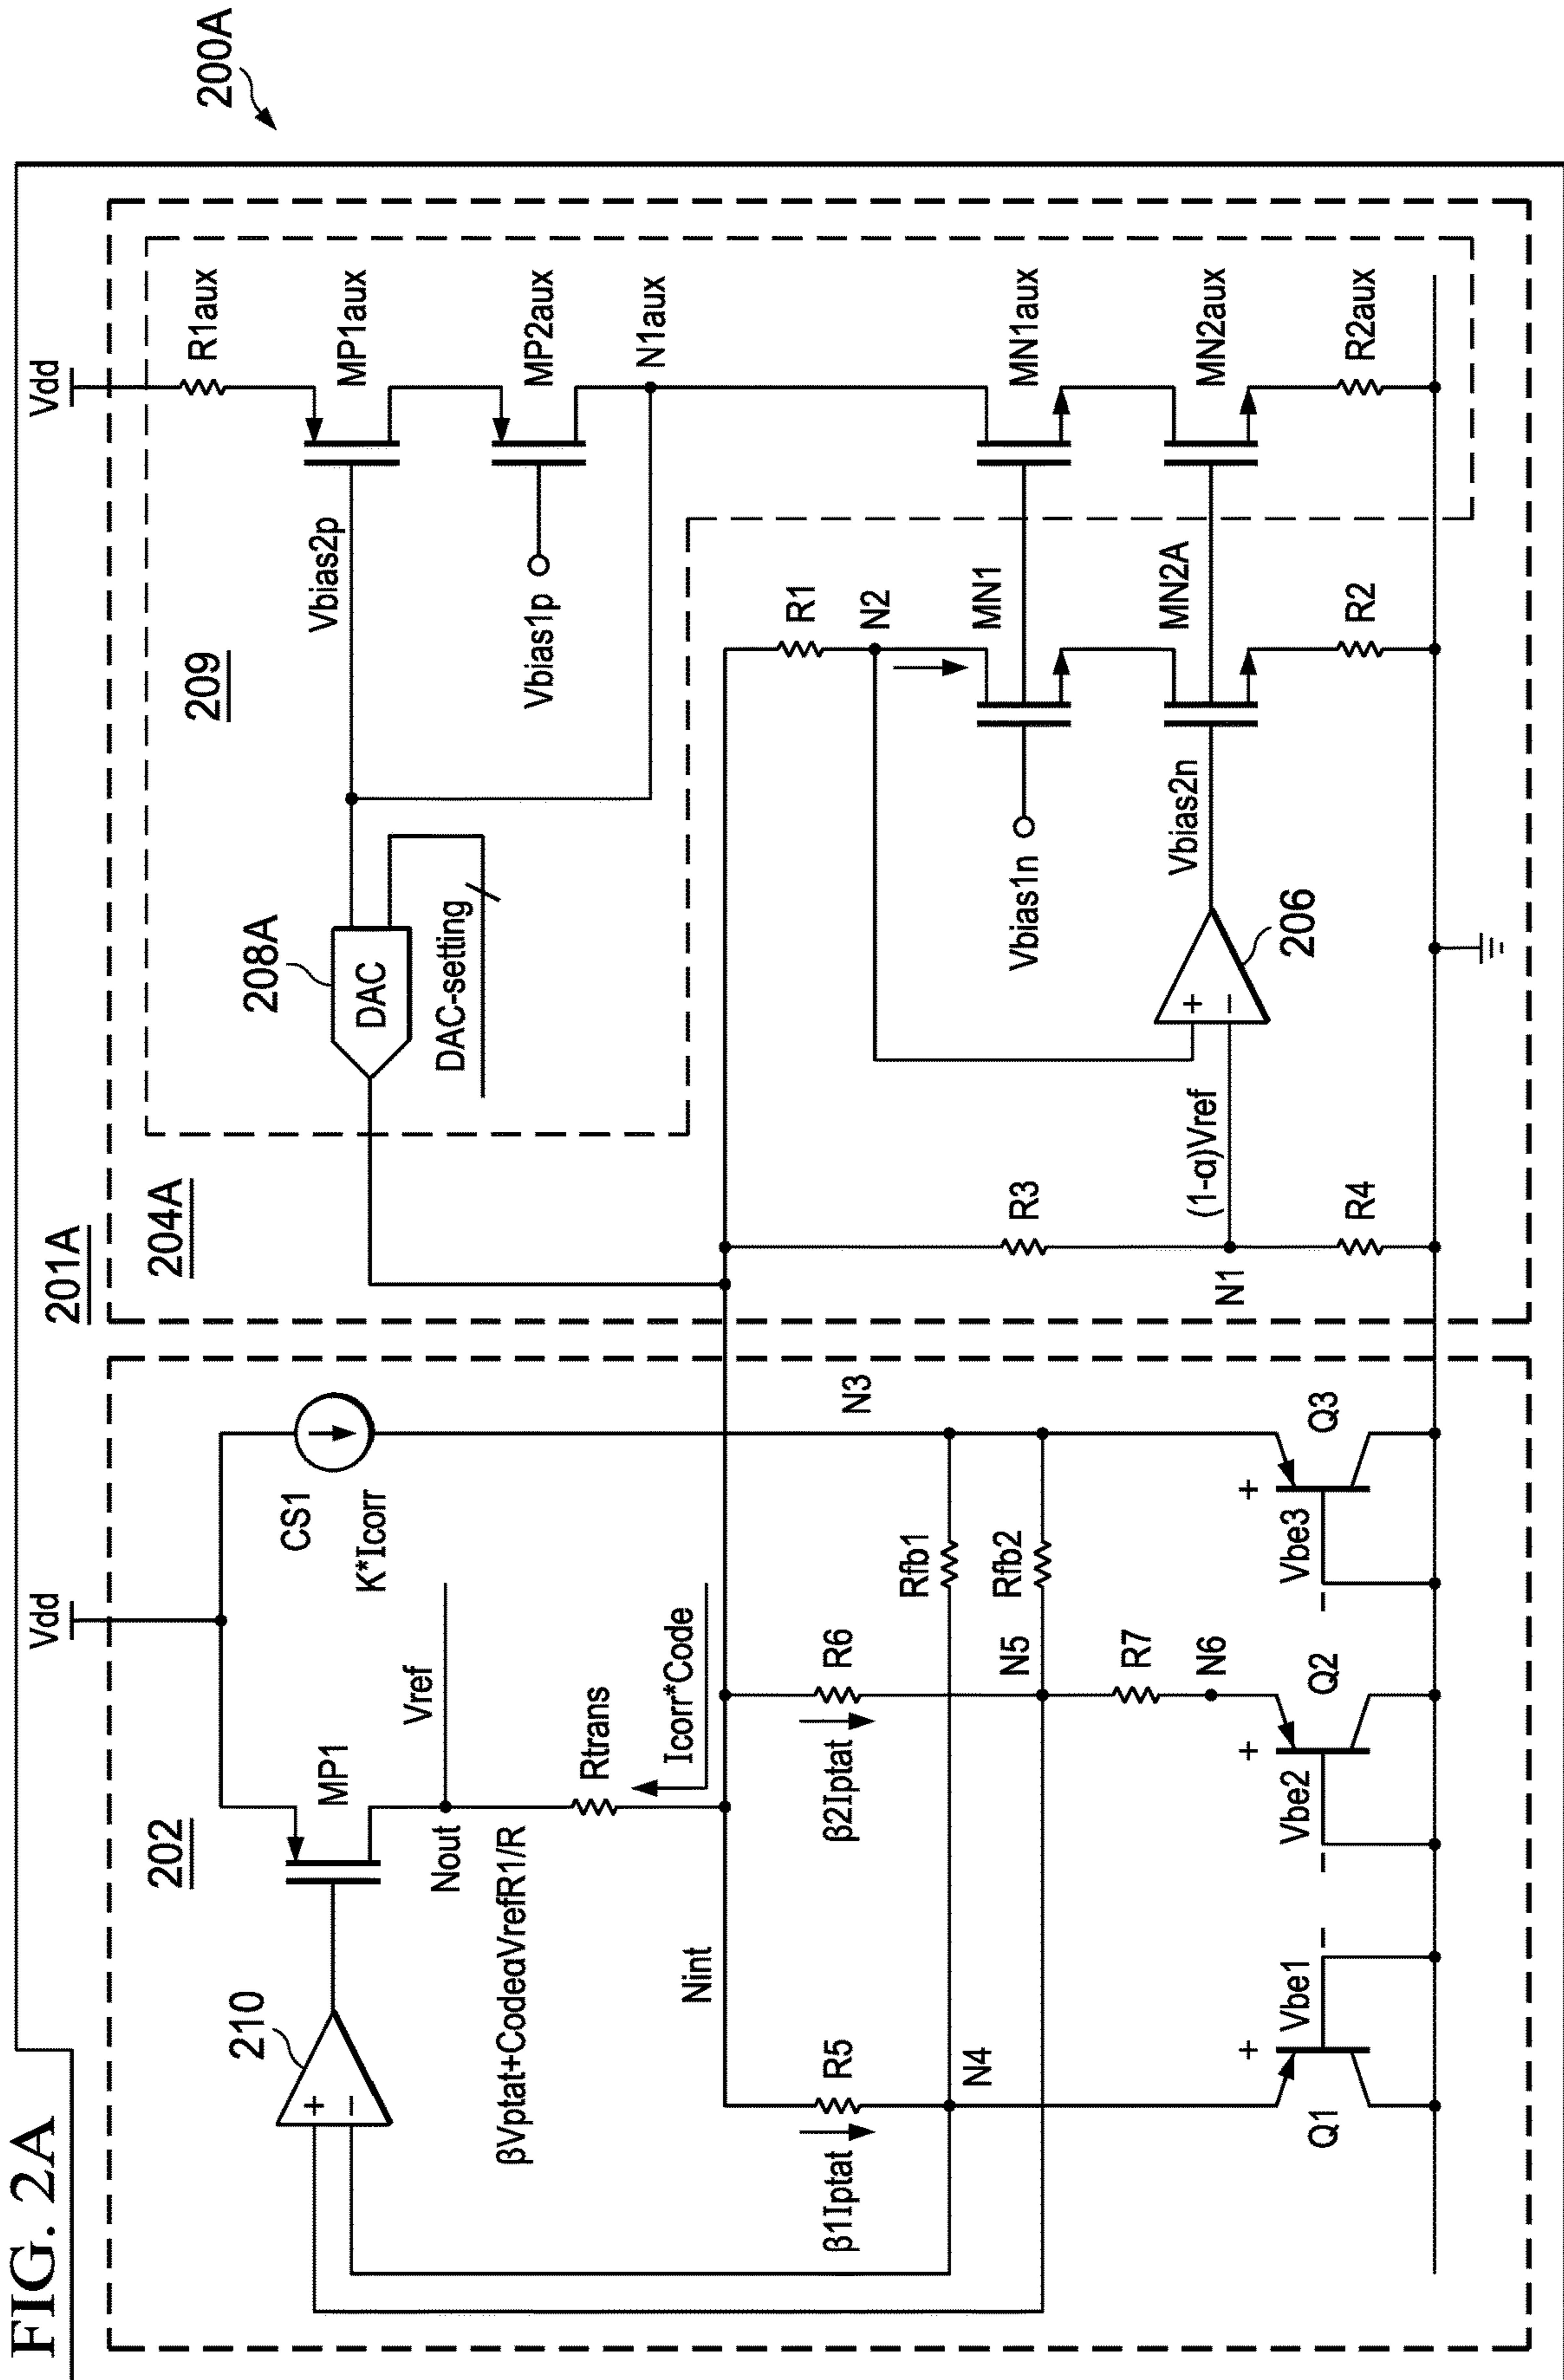 FIG. 2A
200A
201A
202
Vdd
210
+
−
MP1
CS1
K*Icorr
Nout
Vref
βVptat+CodeαVrefR1/R
Rtrans
Icorr*Code
Nint
N3
β1Iptat
R5
β2Iptat
R6
Rfb1
Rfb2
N4
N5
R7
N6
Q1
+
Vbe1
−
Q2
+
Vbe2
−
Q3
+
Vbe3
−
204A
Vdd
209
R1aux
208A
DAC
DAC-setting
Vbias2p
MP1aux
Vbias1p
MP2aux
N1aux
R1
N2
R3
Vbias1n
MN1
MN1aux
(1-α)Vref
N1
+
−
206
Vbias2n
MN2A
MN2aux
R4
R2
R2aux